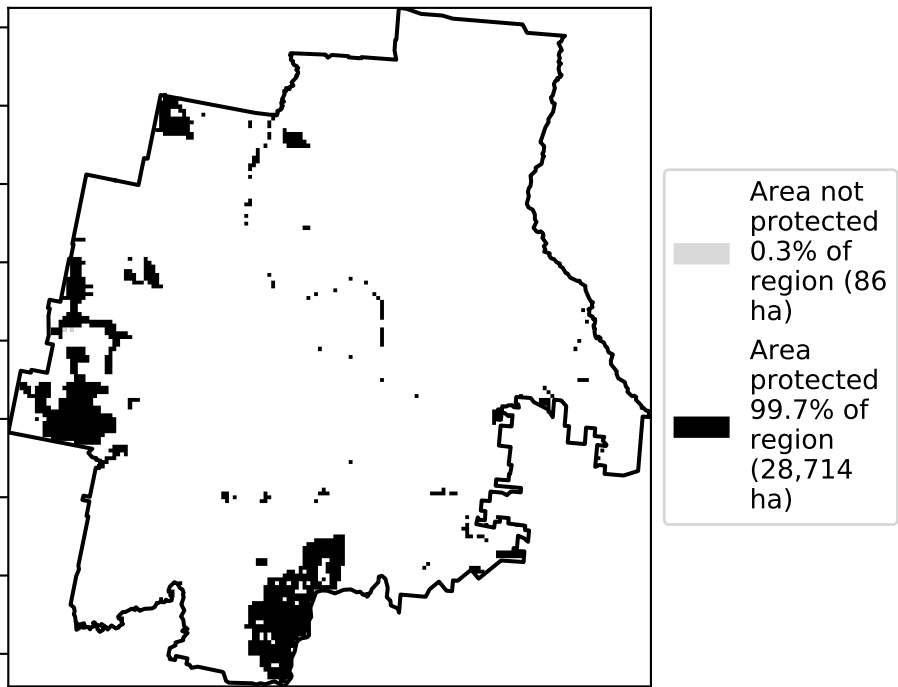 Area not
protected
0.3% of
region (86
ha)
Area
protected
99.7% of
region
(28,714
ha)